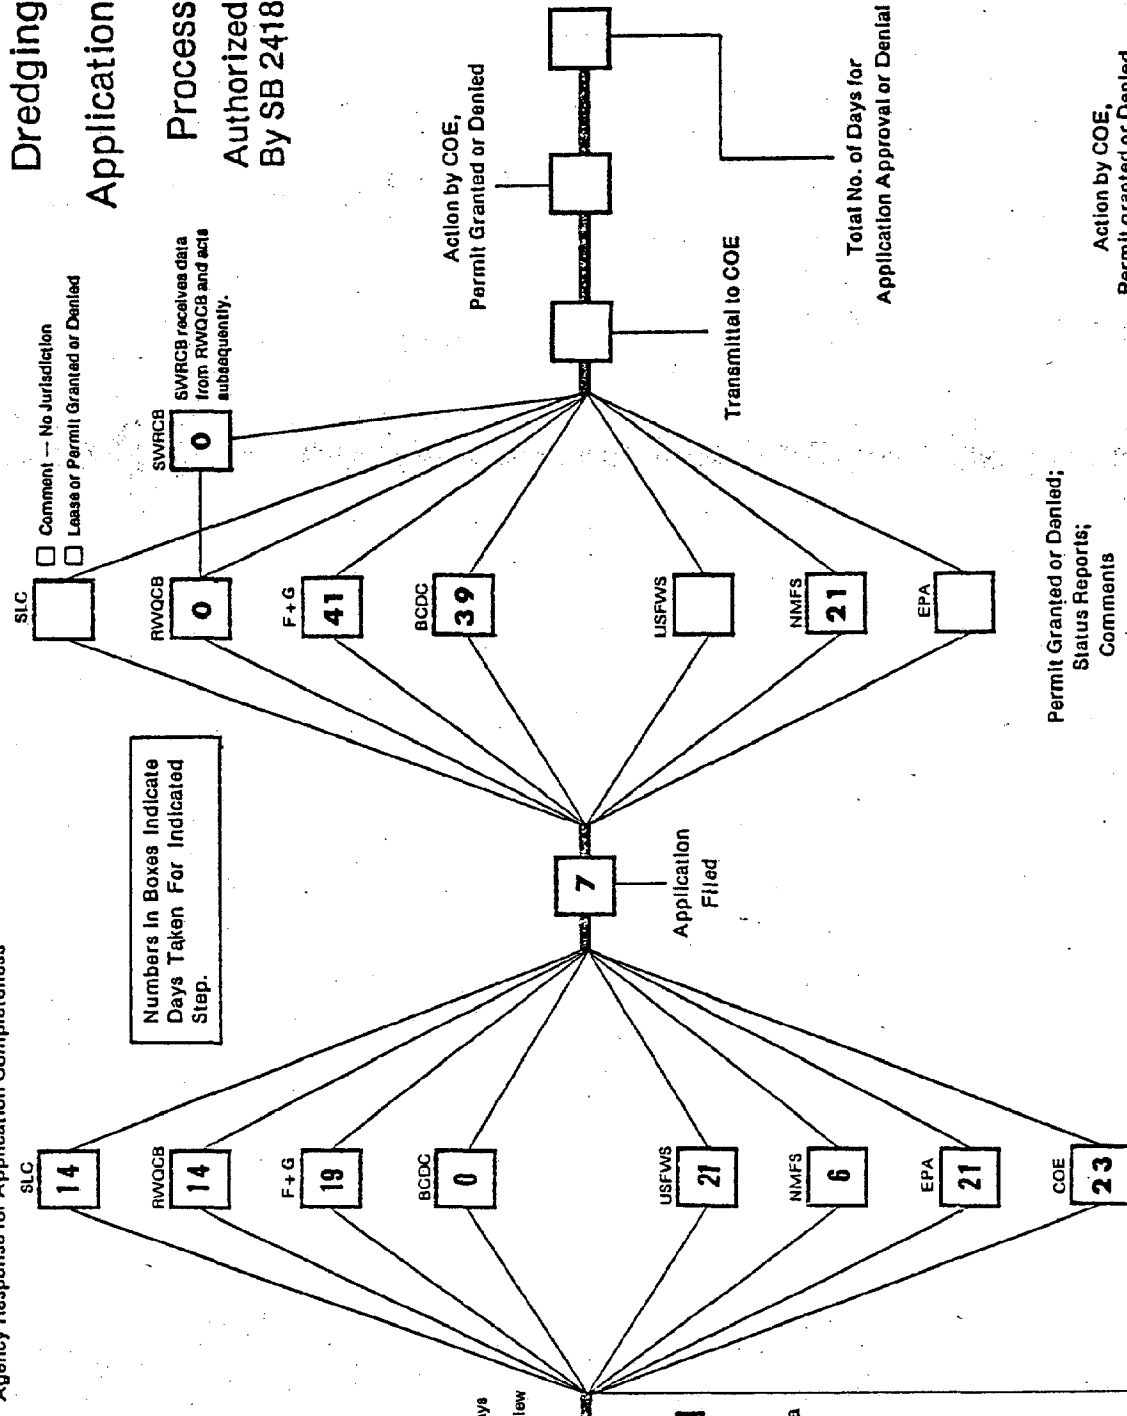 Dredging
Application
Process
Authorized
By SB 2418
Agency Response for Application Completeness
SLC
14
RWQCB
14
F+G
19
BCDC
0
USFWS
21
NMFS
6
EPA
21
COE
23
Numbers in Boxes Indicate
Days Taken For Indicated
Step.
7
Application
Filed
SLC
Comment — No Jurisdiction
Lease or Permit Granted or Denied
RWQCB
0
SWRCB
0
SWRCB receives data
from RWQCB and acts
subsequently.
F+G
41
BCDC
39
USFWS
NMFS
21
EPA
Permit Granted or Denied;
Status Reports;
Comments
Transmittal to COE
Action by COE,
Permit Granted or Denied
Total No. of Days for
Application Approval or Denial
Action by COE,
Permit granted or Denied